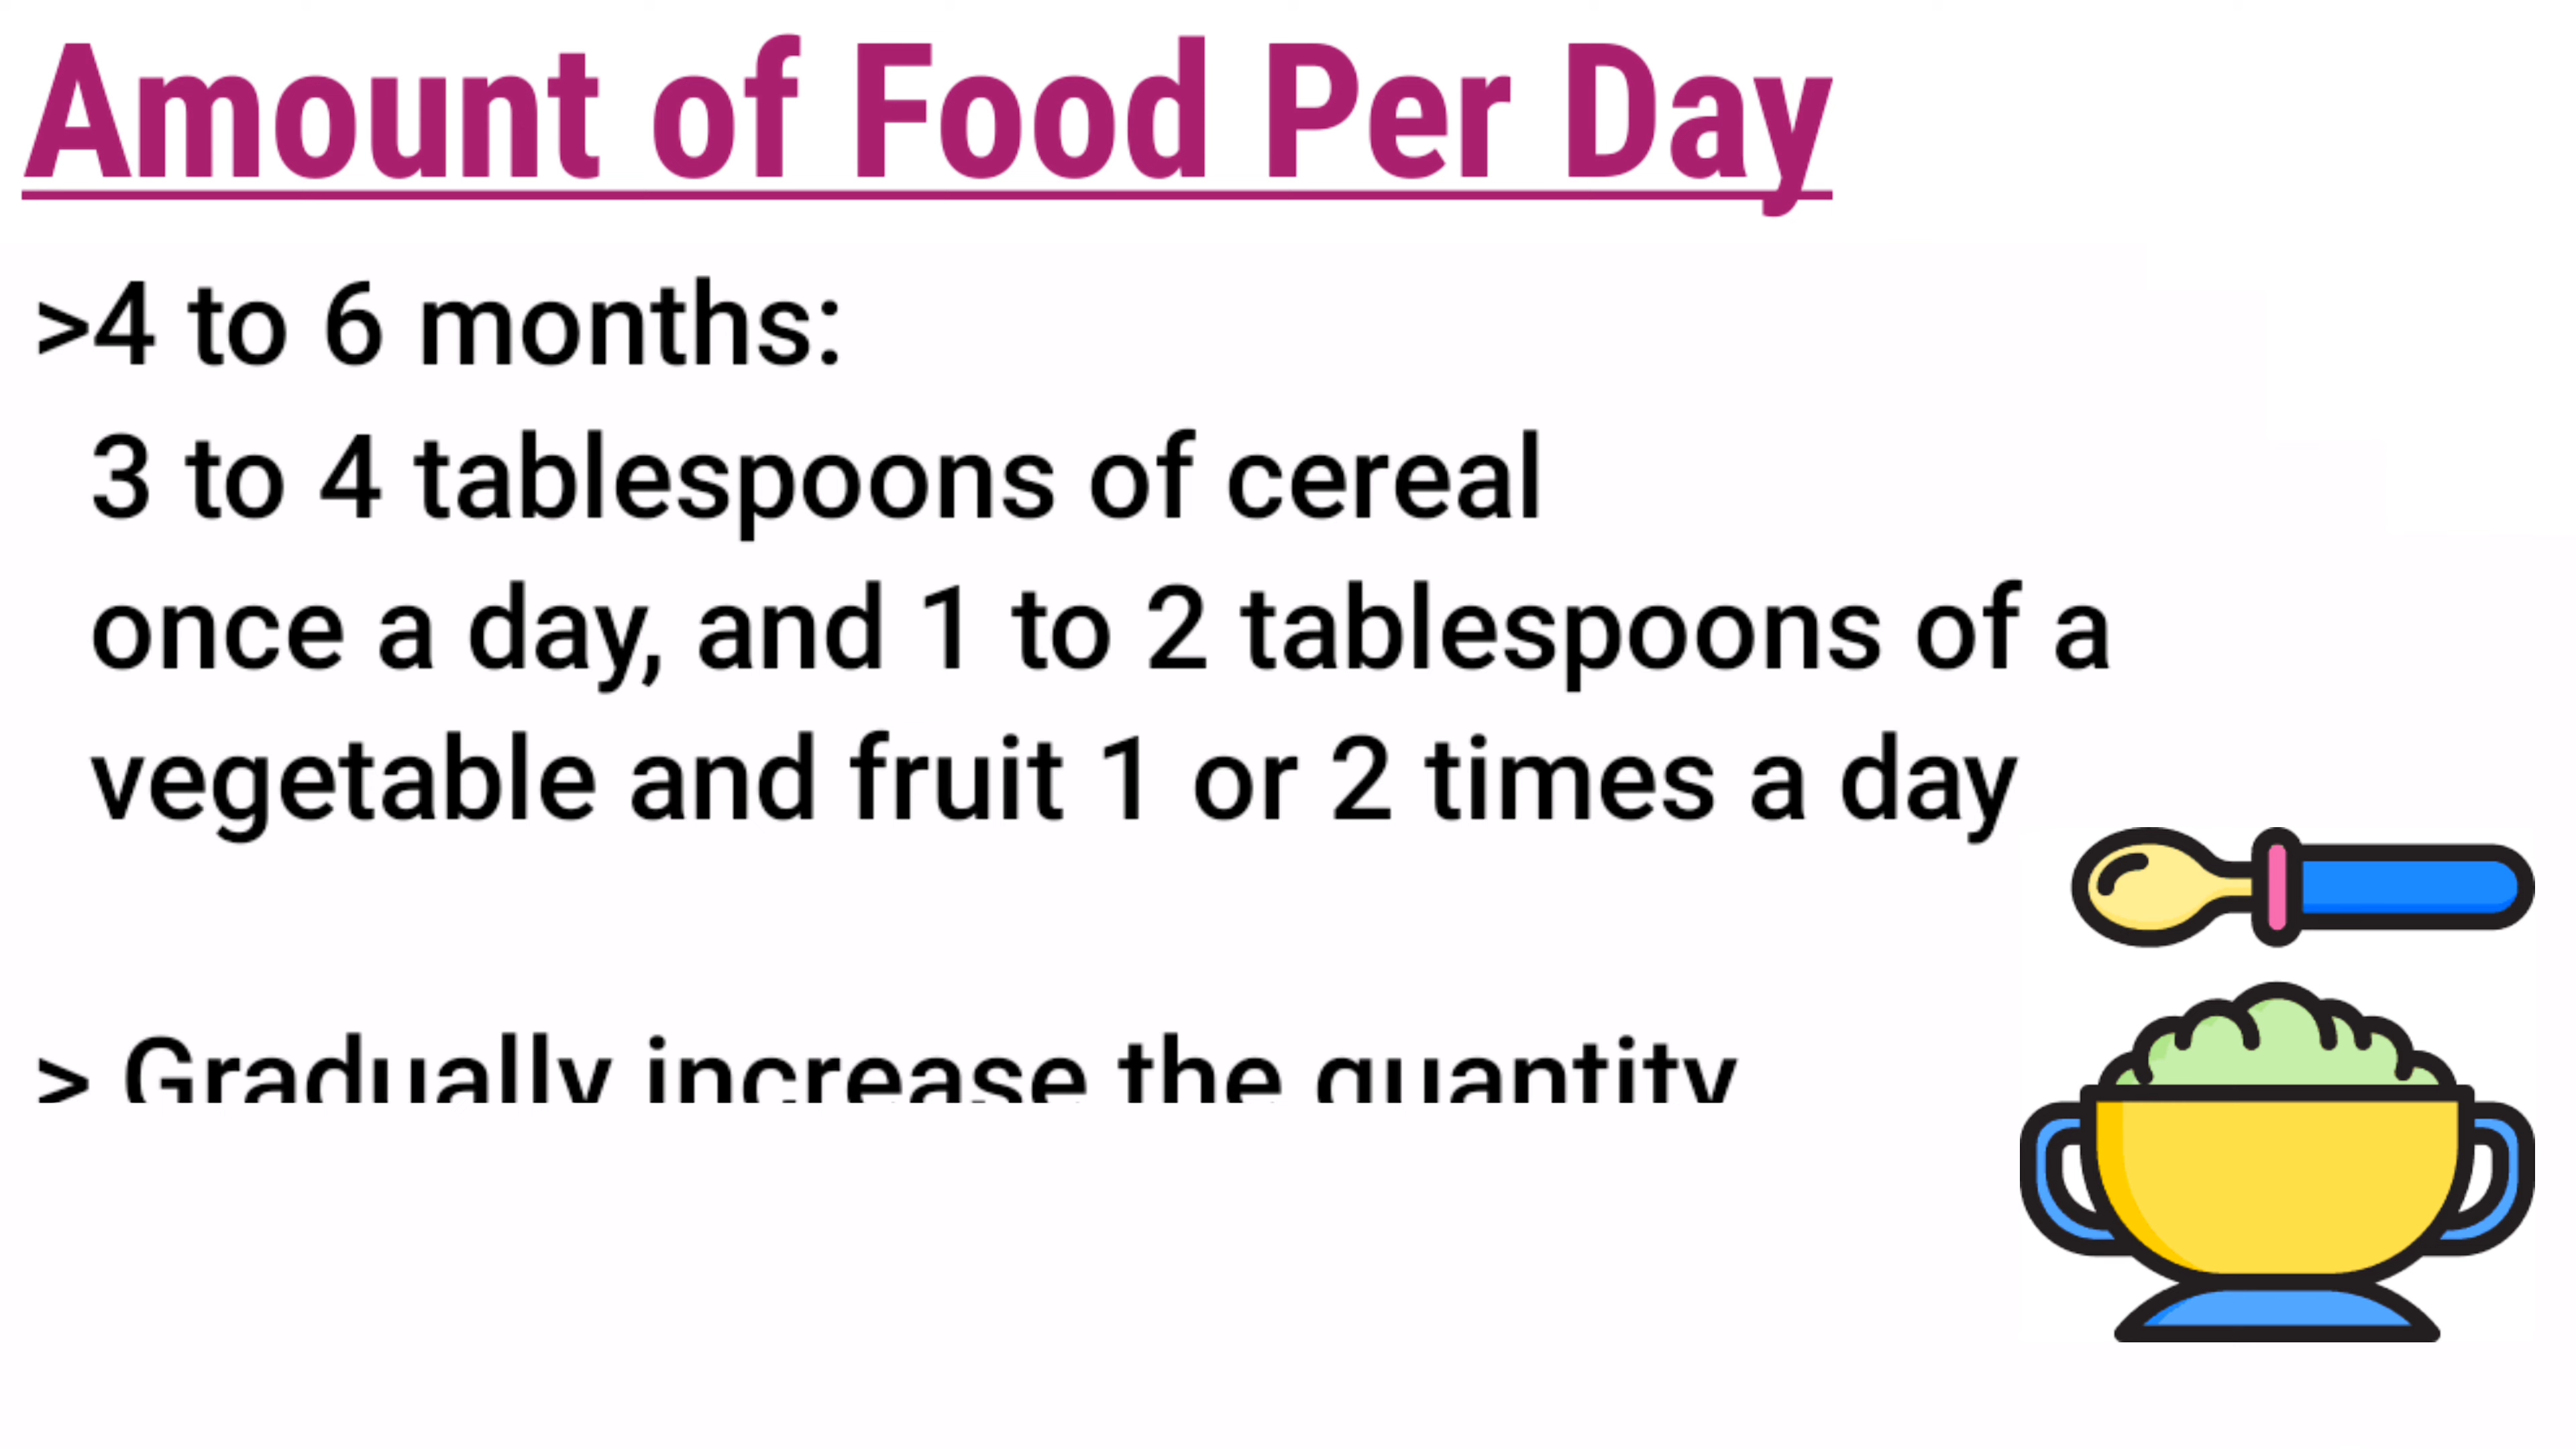 Amount of Food Per Day
>4 to 6 months:
3 to 4 tablespoons of cereal
once a day, and 1 to 2 tablespoons of a
vegetable and fruit 1 or 2 times a day
> Gradually increase the quantity